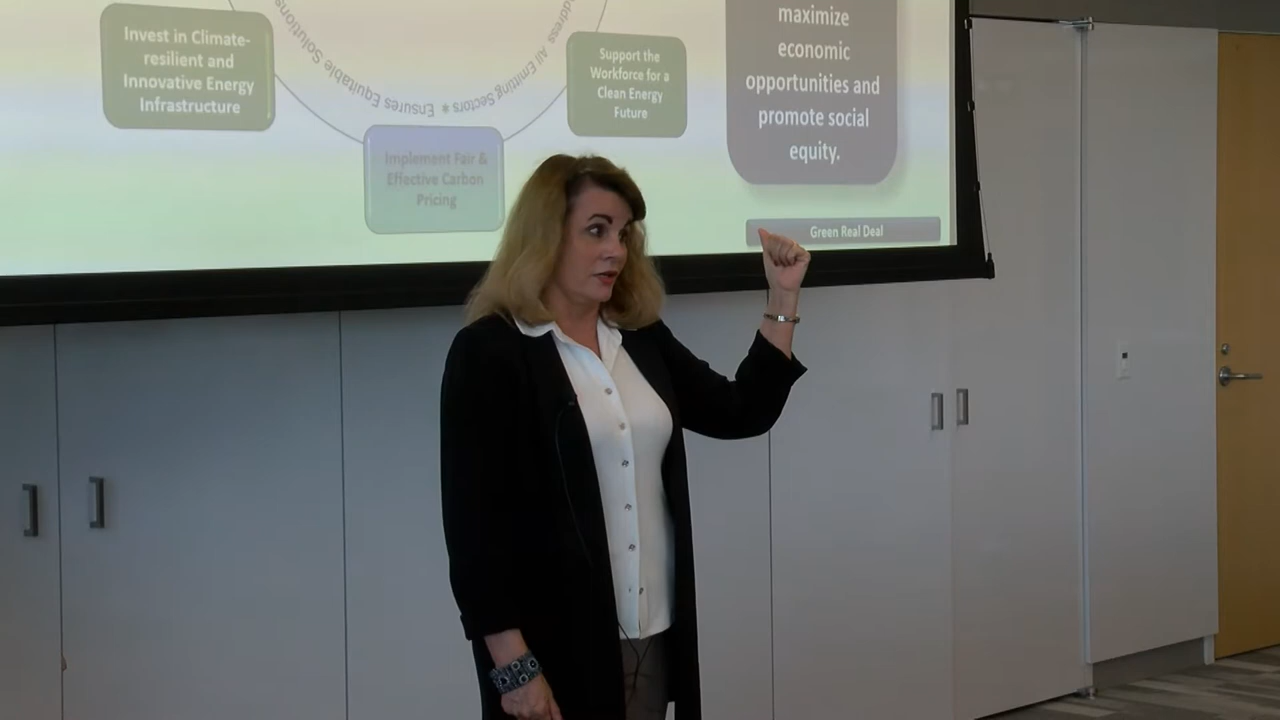 Invest in Climate-
resilient and
Innovative Energy
Infrastructure
Ensures Equitable Solutions
*
Address All Emitting Sectors
Support the
Workforce for a
Clean Energy
Future
Implement Fair &
Effective Carbon
Pricing
maximize
economic
opportunities and
promote social
equity.
Green Real Deal